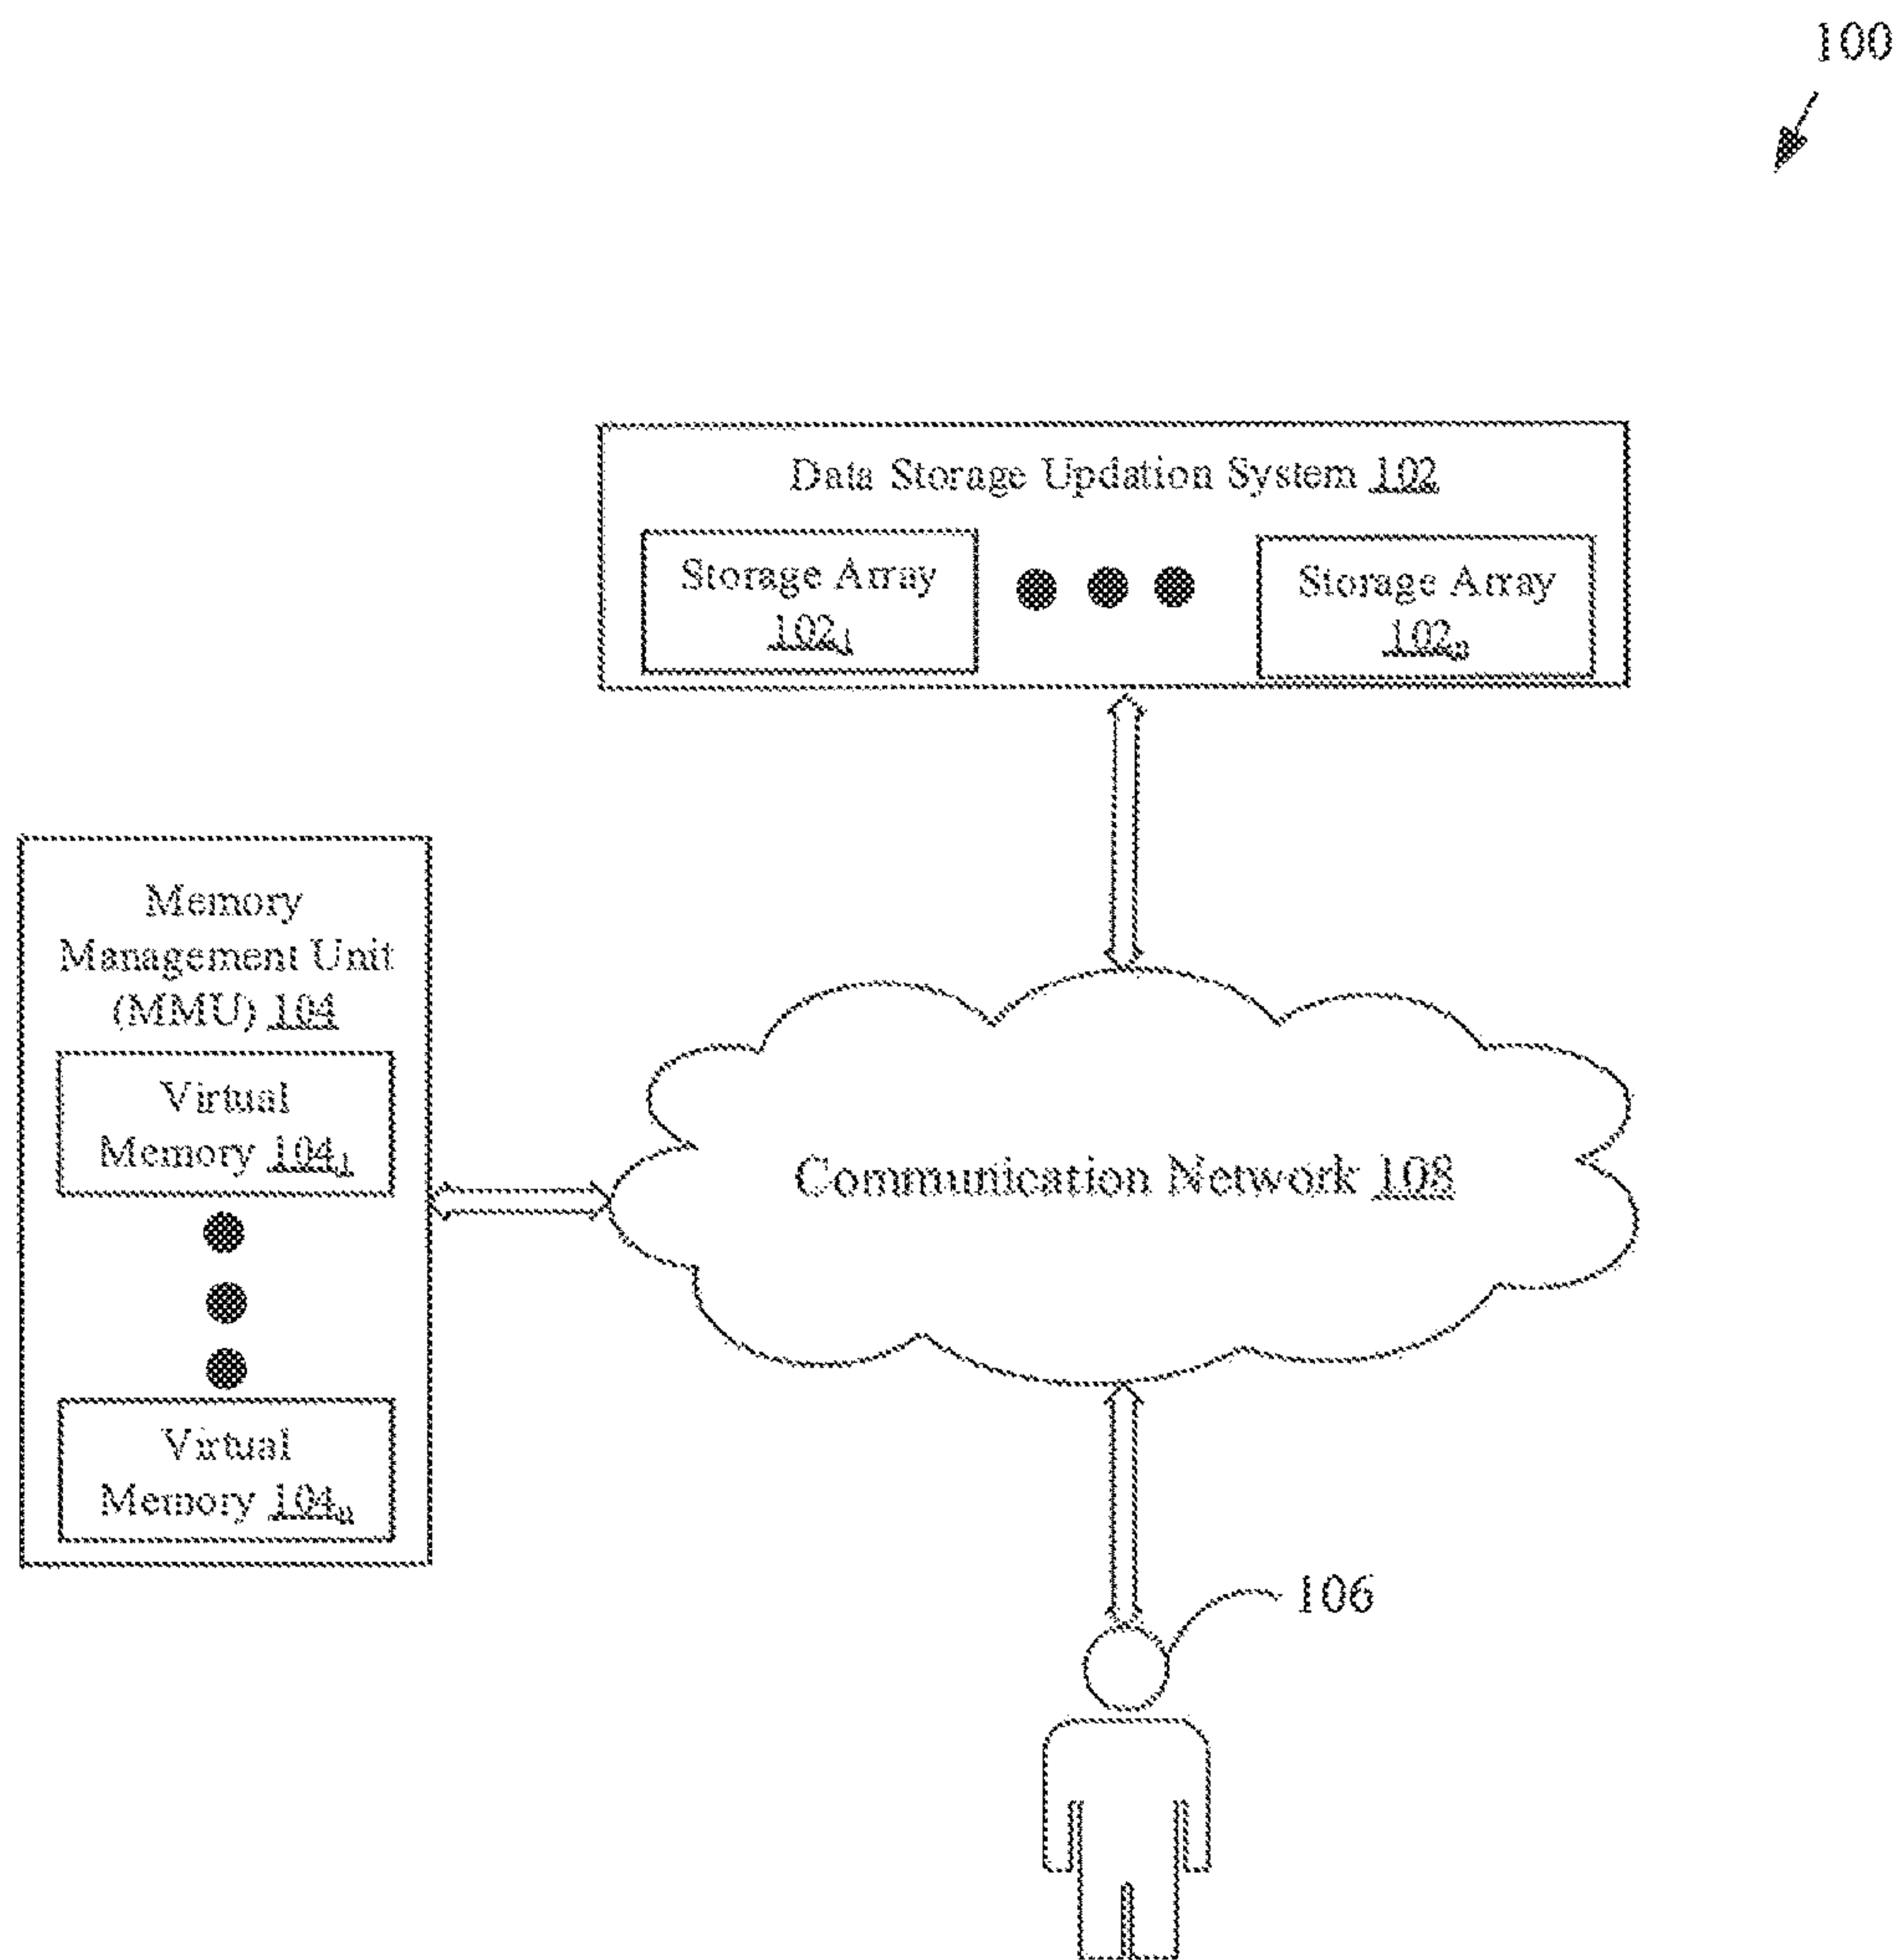 100
Data Storage Updation System 102
Storage Array
102₁
Storage Array
102ₙ
Memory
Management Unit
(MMU) 104
Virtual
Memory 104₁
Virtual
Memory 104ₙ
Communication Network 108
106